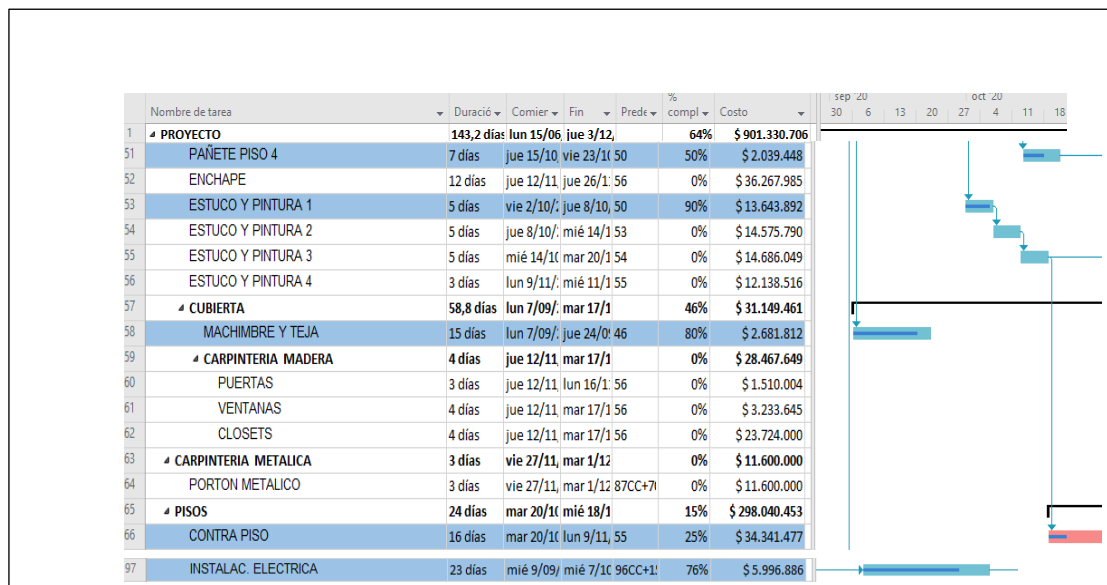 %
sep '20 oct '20
Nombre de tarea Duració Comier Fin Prede compl Costo 30 6 13 20 27 4 11 18
1 PROYECTO 143,2 días lun 15/06, jue 3/12, 64% $ 901.330.706
51 PAÑETE PISO 4 7 días jue 15/10, vie 23/10 50 50% $ 2.039.448
52 ENCHAPE 12 días jue 12/11, jue 26/1 56 0% $ 36.267.985
53 ESTUCO Y PINTURA 1 5 días vie 2/10/ jue 8/10, 50 90% $ 13.643.892
54 ESTUCO Y PINTURA 2 5 días jue 8/10/ mié 14/1 53 0% $ 14.575.790
55 ESTUCO Y PINTURA 3 5 días mié 14/10 mar 20/1 54 0% $ 14.686.049
56 ESTUCO Y PINTURA 4 3 días lun 9/11/ mié 11/1 55 0% $ 12.138.516
57 CUBIERTA 58,8 días lun 7/09/ mar 17/1 46% $ 31.149.461
58 MACHIMBRE Y TEJA 15 días lun 7/09/ jue 24/09 46 80% $ 2.681.812
59 CARPINTERIA MADERA 4 días jue 12/11 mar 17/1 0% $ 28.467.649
60 PUERTAS 3 días jue 12/11, lun 16/1 56 0% $ 1.510.004
61 VENTANAS 4 días jue 12/11, mar 17/1 56 0% $ 3.233.645
62 CLOSETS 4 días jue 12/11, mar 17/1 56 0% $ 23.724.000
63 CARPINTERIA METALICA 3 días vie 27/11, mar 1/12 0% $ 11.600.000
64 PORTON METALICO 3 días vie 27/11, mar 1/12 87CC+7 0% $ 11.600.000
65 PISOS 24 días mar 20/10 mié 18/1 15% $ 298.040.453
66 CONTRA PISO 16 días mar 20/10 lun 9/11, 55 25% $ 34.341.477
97 INSTALAC. ELECTRICA 23 días mié 9/09/ mié 7/10 96CC+1 76% $ 5.996.886